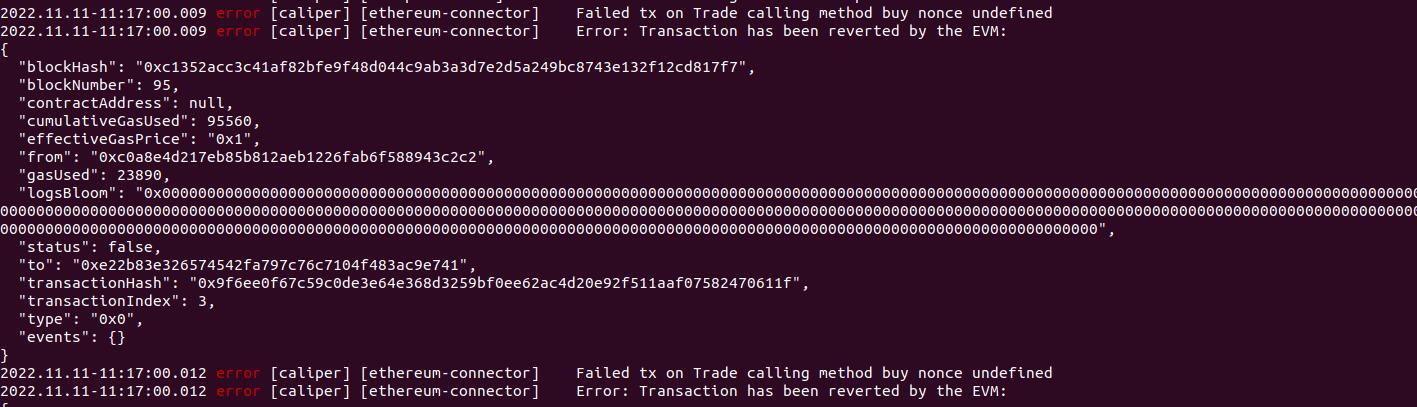 2022.11.11-11:17:00.009 error [caliper] [ethereum-connector] Failed tx on Trade calling method buy nonce undefined
2022.11.11-11:17:00.009 error [caliper] [ethereum-connector] Error: Transaction has been reverted by the EVM:
{
"blockHash": "0xc1352acc3c41af82bfe9f48d044c9ab3a3d7e2d5a249bc8743e132f12cd817f7",
"blockNumber": 95,
"contractAddress": null,
"cumulativeGasUsed": 95560,
"effectiveGasPrice": "0x1",
"from": "0xc0a8e4d217eb85b812aeb1226fab6f588943c2c2",
"gasUsed": 23890,
"logsBloom":
"status": false,
"to": "0xe22b83e326574542fa797c76c7104f483ac9e741",
"transactionHash": "0x9f6ee0f67c59c0de3e64e368d3259bf0ee62ac4d20e92f511aaf07582470611f",
"transactionIndex": 3,
"type": "0x0",
"events": {}
}
2022.11.11-11:17:00.012 error [caliper] [ethereum-connector] Failed tx on Trade calling method buy nonce undefined
2022.11.11-11:17:00.012 error [caliper] [ethereum-connector] Error: Transaction has been reverted by the EVM: